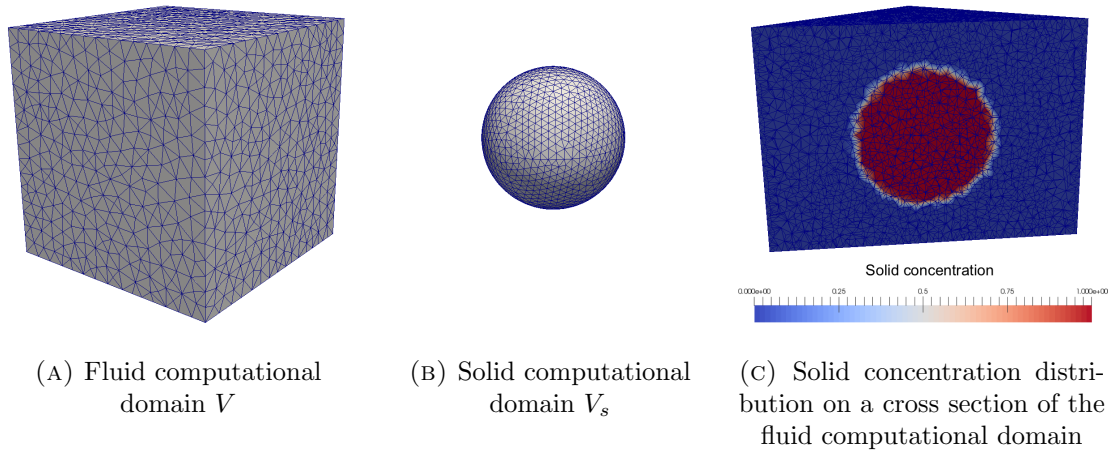 Solid concentration
0.000e+00 0.25 0.5 0.75 1.000e+00
(A) Fluid computational
domain V
(B) Solid computational
domain Vₛ
(C) Solid concentration distri-
bution on a cross section of the
fluid computational domain